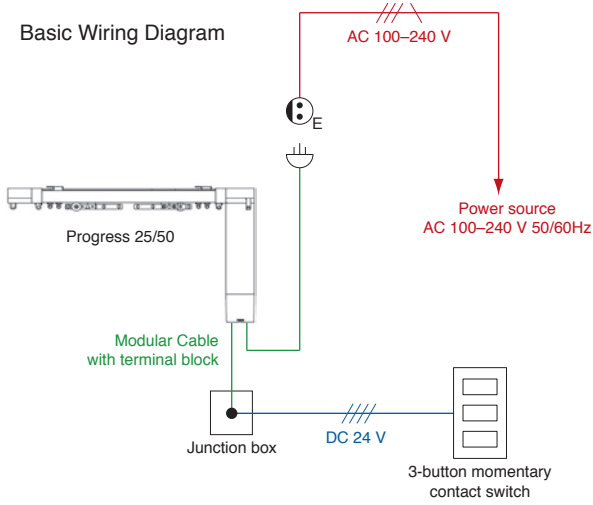 Basic Wiring Diagram
AC 100–240 V
E
Power source
AC 100–240 V 50/60Hz
Progress 25/50
Modular Cable
with terminal block
Junction box
DC 24 V
3-button momentary
contact switch